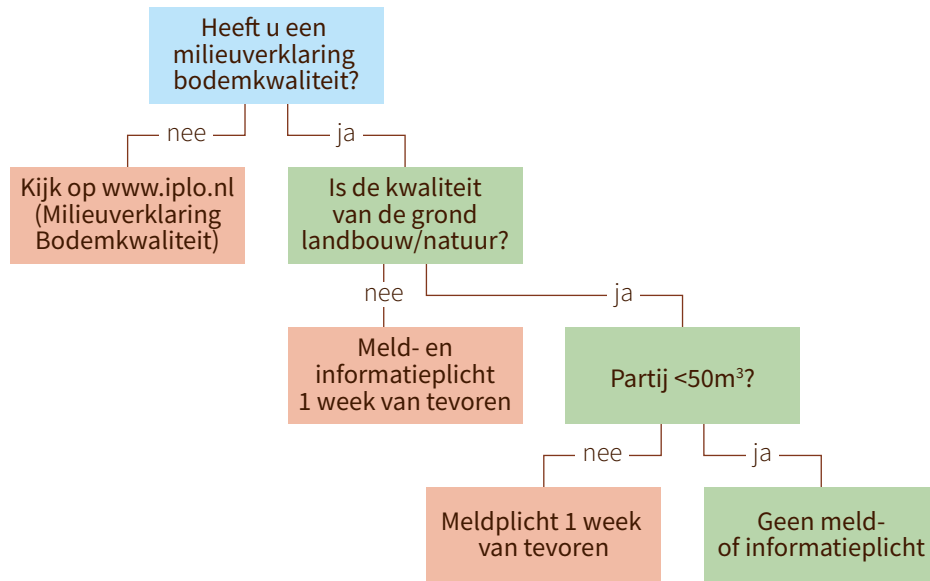 Heeft u een
milieuverklaring
bodemkwaliteit?
nee
ja
Kijk op www.iplo.nl
(Milieuverklaring
Bodemkwaliteit)
Is de kwaliteit
van de grond
landbouw/natuur?
nee
ja
Meld- en
informatieplicht
1 week van tevoren
Partij <50m³?
nee
ja
Meldplicht 1 week
van tevoren
Geen meld-
of informatieplicht